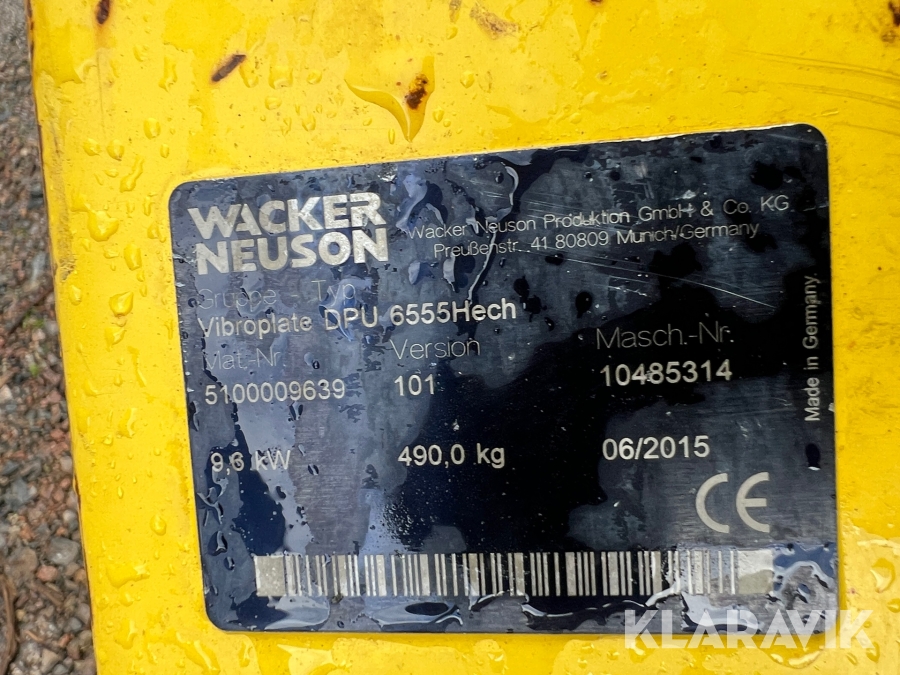 WACKER
NEUSON
Wacker Neuson Produktion GmbH & Co. KG
Preußenstr. 41 80809 Munich/Germany
Gruppe - Typ
Vibroplate DPU 6555Hech
Mat.-Nr. Version Masch.-Nr.
5100009639 101 10485314
9,6 kW 490,0 kg 06/2015
CE
Made in Germany.
KLARAVIK